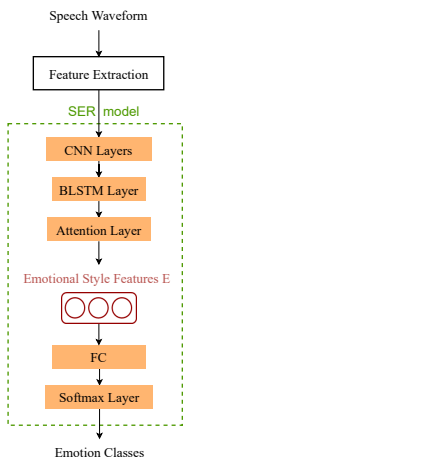 Speech Waveform
Feature Extraction
SER model
CNN Layers
BLSTM Layer
Attention Layer
Emotional Style Features E
FC
Softmax Layer
Emotion Classes